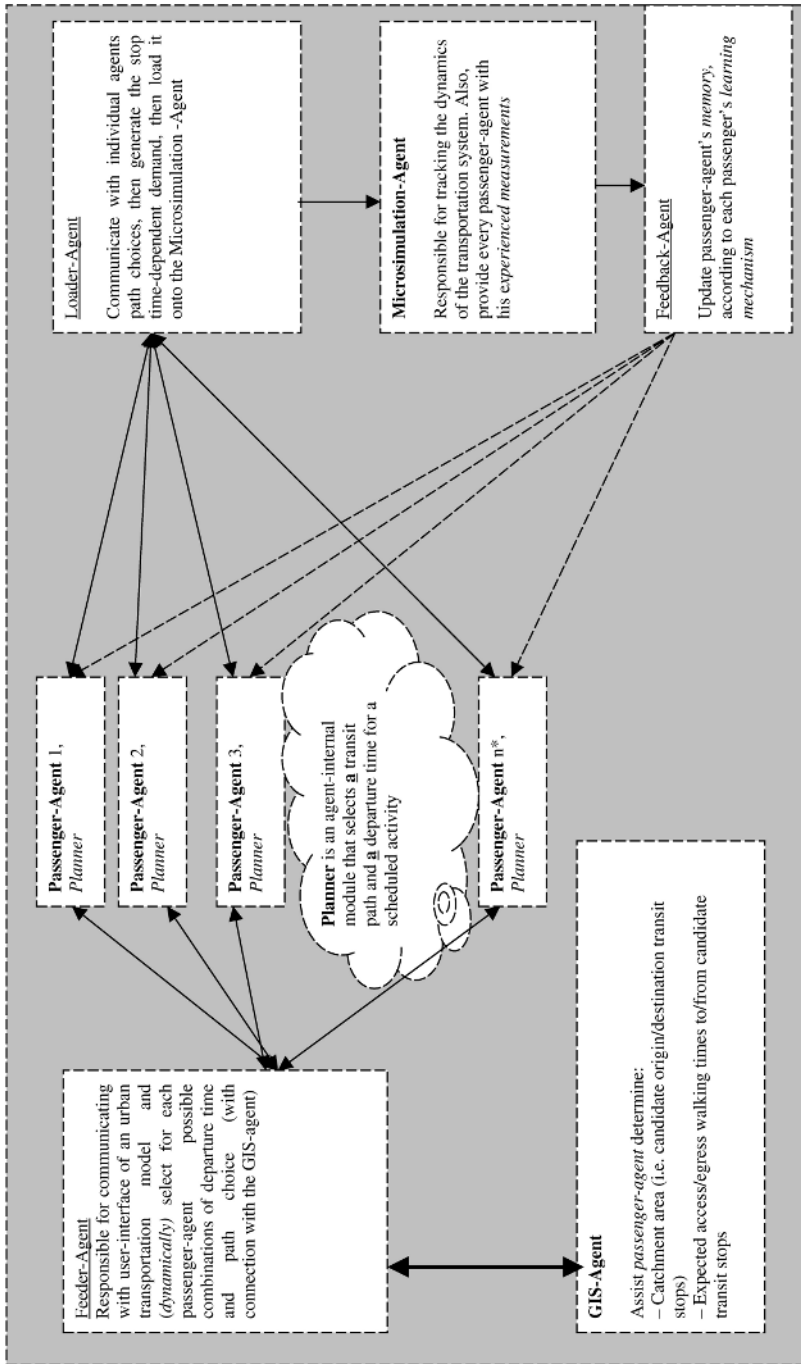 Feeder-Agent
Responsible for communicating
with user-interface of an urban
transportation model and
(dynamically) select for each
passenger-agent possible
combinations of departure time
and path choice (with
connection with the GIS-agent)
GIS-Agent
Assist passenger-agent determine:
– Catchment area (i.e. candidate origin/destination transit
stops)
– Expected access/egress walking times to/from candidate
transit stops
Passenger-Agent 1,
Planner
Passenger-Agent 2,
Planner
Passenger-Agent 3,
Planner
Planner is an agent-internal
module that selects a transit
path and a departure time for a
scheduled activity
Passenger-Agent n*,
Planner
Loader-Agent
Communicate with individual agents
path choices, then generate the stop
time-dependent demand, then load it
onto the Microsimulation -Agent
Microsimulation-Agent
Responsible for tracking the dynamics
of the transportation system. Also,
provide every passenger-agent with
his experienced measurements
Feedback-Agent
Update passenger-agent's memory,
according to each passenger's learning
mechanism